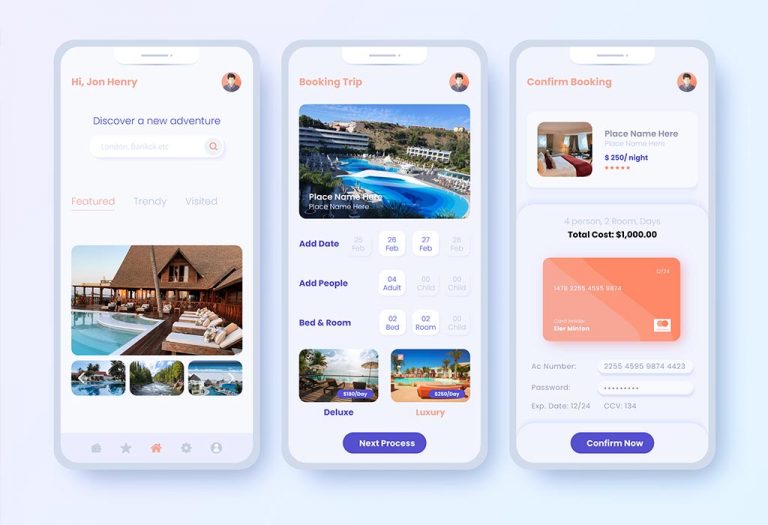 Hi, Jon Henry
Discover a new adventure
London, Bankok etc
Featured
Trendy
Visited
Booking Trip
Place Name Here
Place Name Here
Add Date
25 Feb
26 Feb
27 Feb
28 Feb
Add People
04 Adult
00 Child
00 Child
Bed & Room
02 Bed
02 Room
00 Child
$180/Day
$250/Day
Deluxe
Luxury
Next Process
Confirm Booking
Place Name Here
Place Name Here
$ 250/ night
4 person, 2 Room, Days
Total Cost: $1,000.00
12/24
1478 2255 4595 9874
Card holder
Eler Minton
Ac Number:
2255 4595 9874 4423
Password:
Exp. Date: 12/24
CCV: 134
Confirm Now